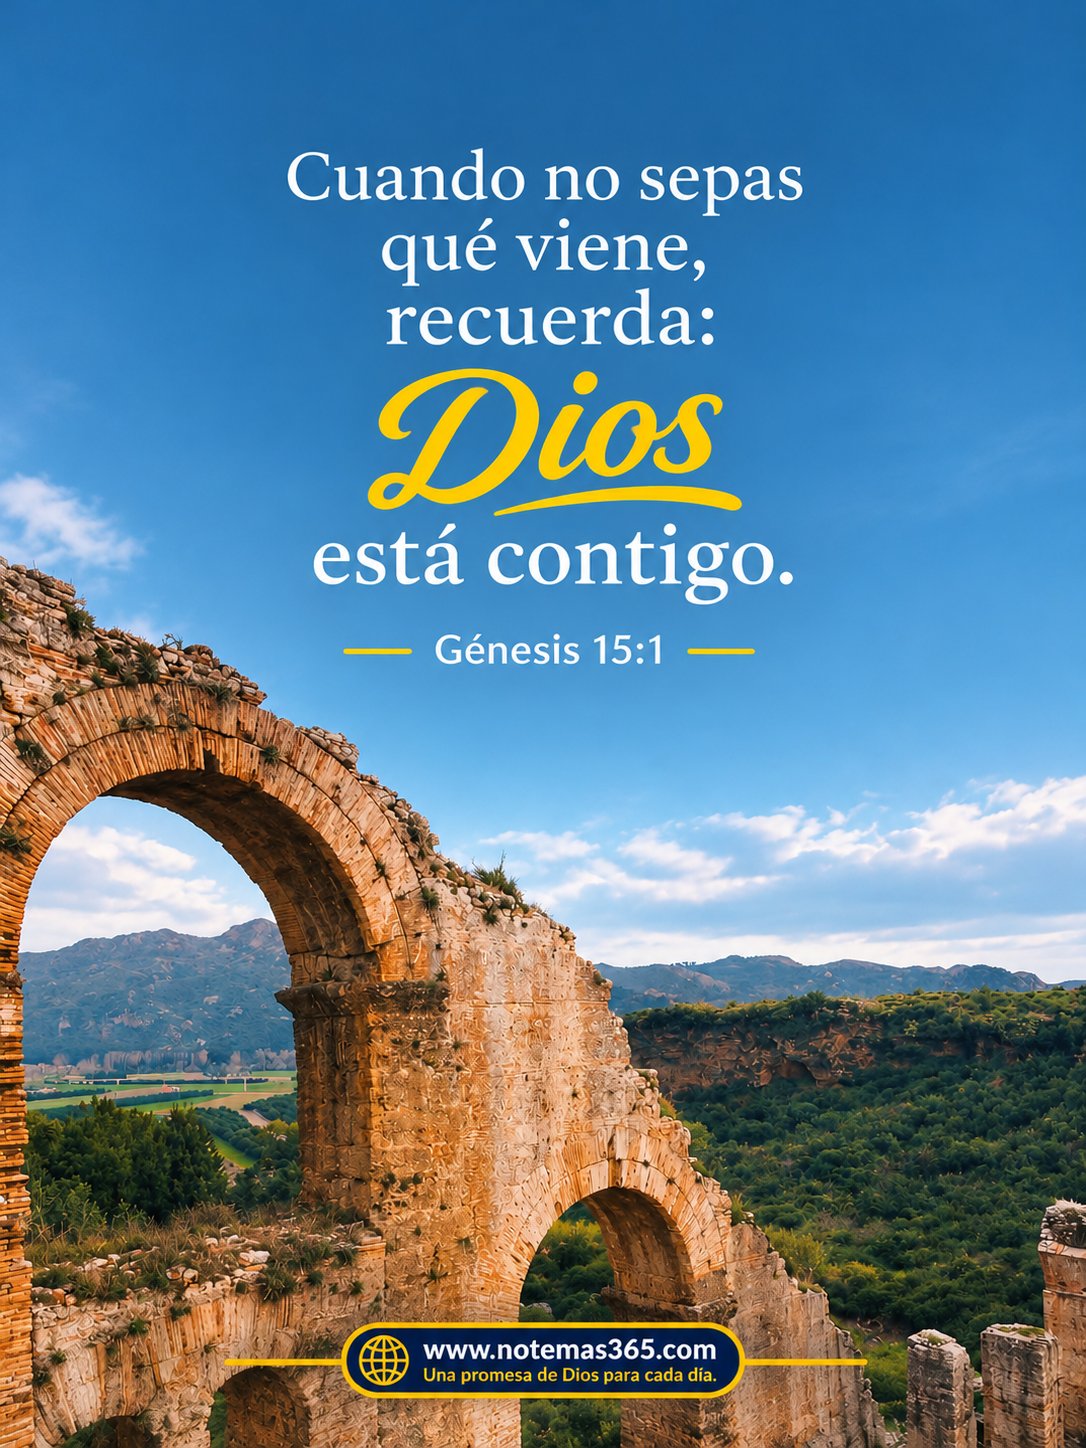 Cuando no sepas
qué viene,
recuerda:
Dios
está contigo.
Génesis 15:1
www.notemas365.com
Una promesa de Dios para cada día.